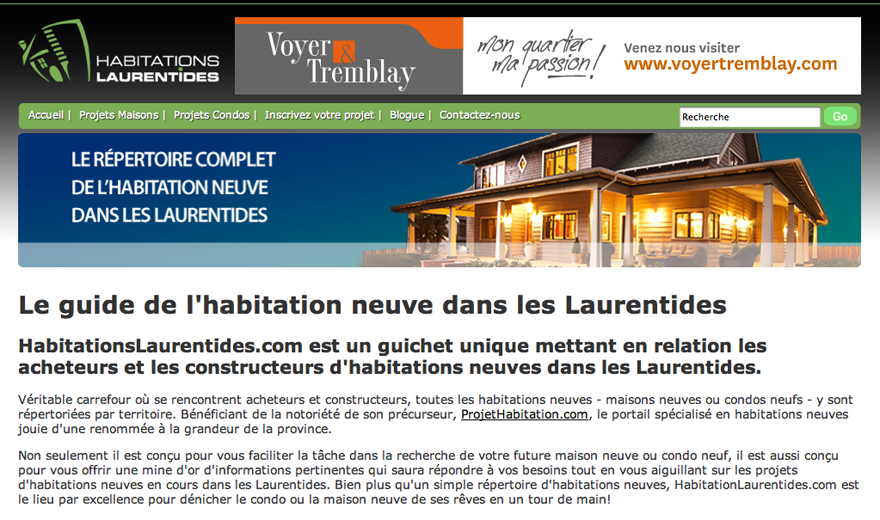 HABITATIONS
LAURENTIDES
Voyer
&
Tremblay
mon quartier
ma passion!
Venez nous visiter
www.voyertremblay.com
Accueil | Projets Maisons | Projets Condos | Inscrivez votre projet | Blogue | Contactez-nous
Recherche
Go
LE RÉPERTOIRE COMPLET
DE L'HABITATION NEUVE
DANS LES LAURENTIDES
Le guide de l'habitation neuve dans les Laurentides
HabitationsLaurentides.com est un guichet unique mettant en relation les
acheteurs et les constructeurs d'habitations neuves dans les Laurentides.
Véritable carrefour où se rencontrent acheteurs et constructeurs, toutes les habitations neuves - maisons neuves ou condos neufs - y sont
répertoriées par territoire. Bénéficiant de la notoriété de son précurseur, ProjetHabitation.com, le portail spécialisé en habitations neuves
jouie d'une renommée à la grandeur de la province.
Non seulement il est conçu pour vous faciliter la tâche dans la recherche de votre future maison neuve ou condo neuf, il est aussi conçu
pour vous offrir une mine d'or d'informations pertinentes qui saura répondre à vos besoins tout en vous aiguillant sur les projets
d'habitations neuves en cours dans les Laurentides. Bien plus qu'un simple répertoire d'habitations neuves, HabitationLaurentides.com est
le lieu par excellence pour dénicher le condo ou la maison neuve de ses rêves en un tour de main!